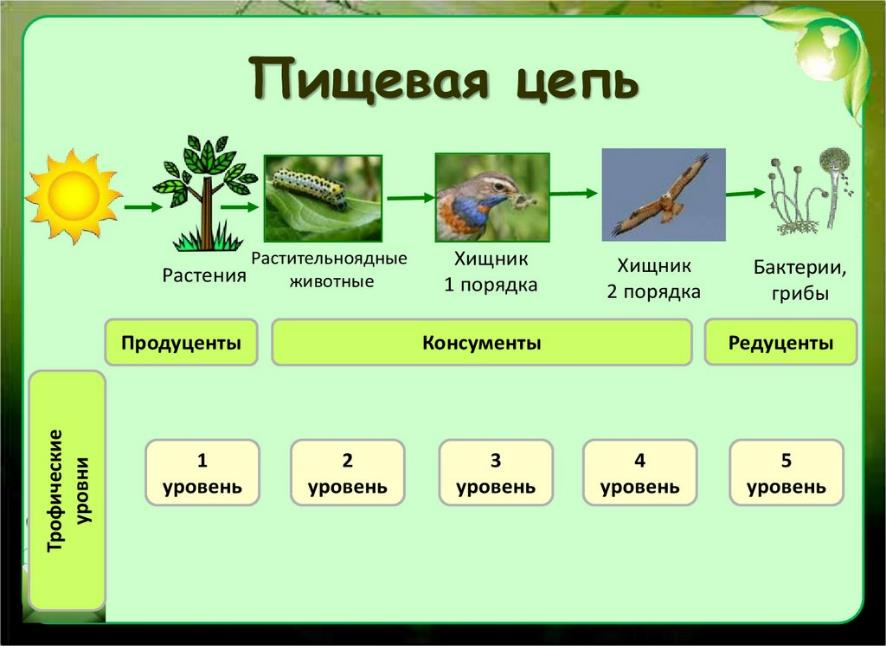 Пищевая цепь
Растения
Растительноядные
животные
Хищник
1 порядка
Хищник
2 порядка
Бактерии,
грибы
Продуценты
Консументы
Редуценты
Трофические
уровни
1
уровень
2
уровень
3
уровень
4
уровень
5
уровень